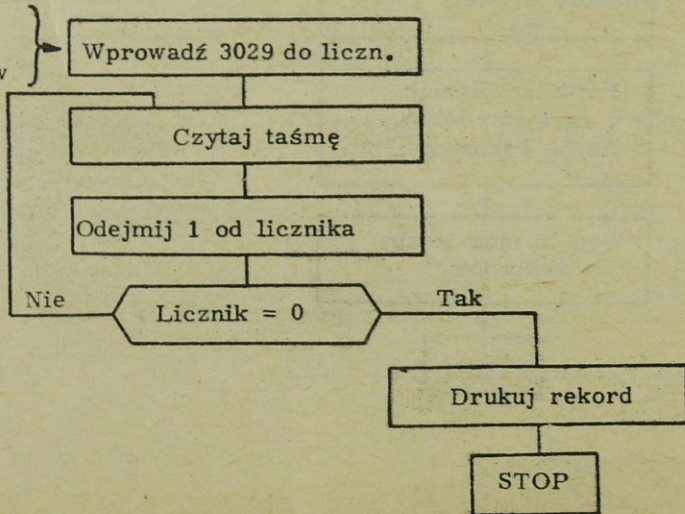 Wprowadź 3029 do liczn.
Czytaj taśmę
Odejmij 1 od licznika
Nie
Licznik = 0
Tak
Drukuj rekord
STOP